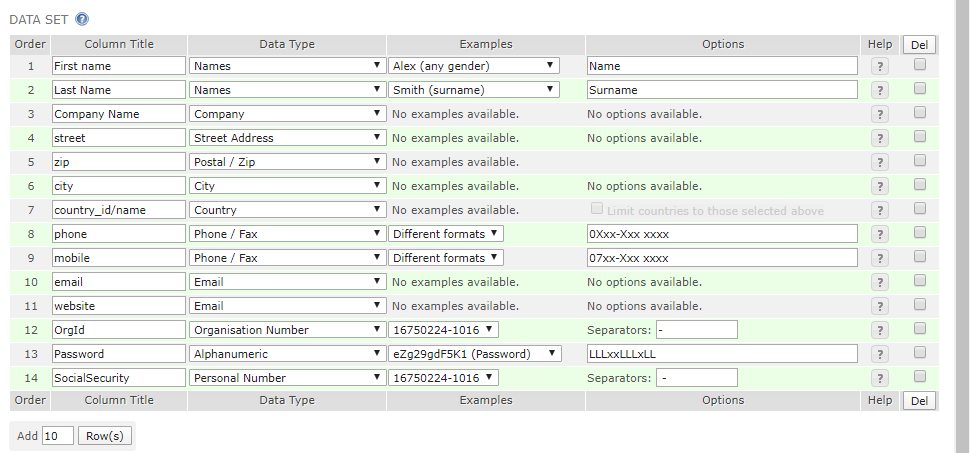 DATA SET ?
Order Column Title Data Type Examples Options Help Del
1 First name Names Alex (any gender) Name ?
2 Last Name Names Smith (surname) Surname ?
3 Company Name Company No examples available. No options available. ?
4 street Street Address No examples available. No options available. ?
5 zip Postal / Zip No examples available. ?
6 city City No examples available. No options available. ?
7 country_id/name Country No examples available. Limit countries to those selected above ?
8 phone Phone / Fax Different formats 0Xxx-Xxx xxxx ?
9 mobile Phone / Fax Different formats 07xx-Xxx xxxx ?
10 email Email No examples available. No options available. ?
11 website Email No examples available. No options available. ?
12 OrgId Organisation Number 16750224-1016 Separators: - ?
13 Password Alphanumeric eZg29gdF5K1 (Password) LLLxxLLLxLL ?
14 SocialSecurity Personal Number 16750224-1016 Separators: - ?
Order Column Title Data Type Examples Options Help Del
Add 10 Row(s)